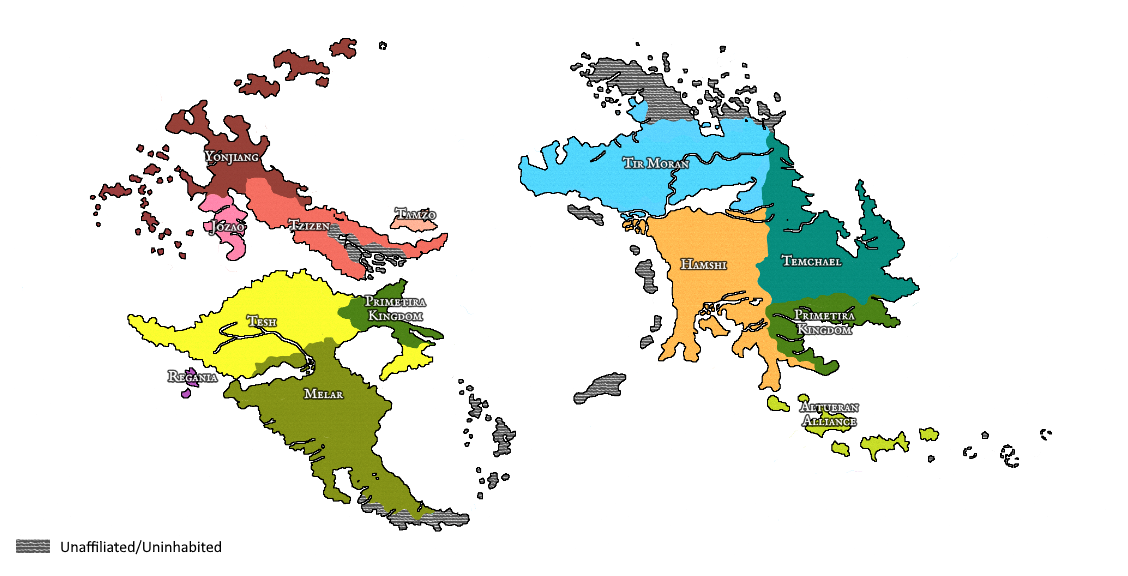 Yonjiang
Tir Moran
Jozao
Tzizen
Tamzo
Hamshi
Temchael
Primetira
Kingdom
Tesh
Primetira
Kingdom
Regania
Melar
Altueran
Alliance
Unaffiliated/Uninhabited